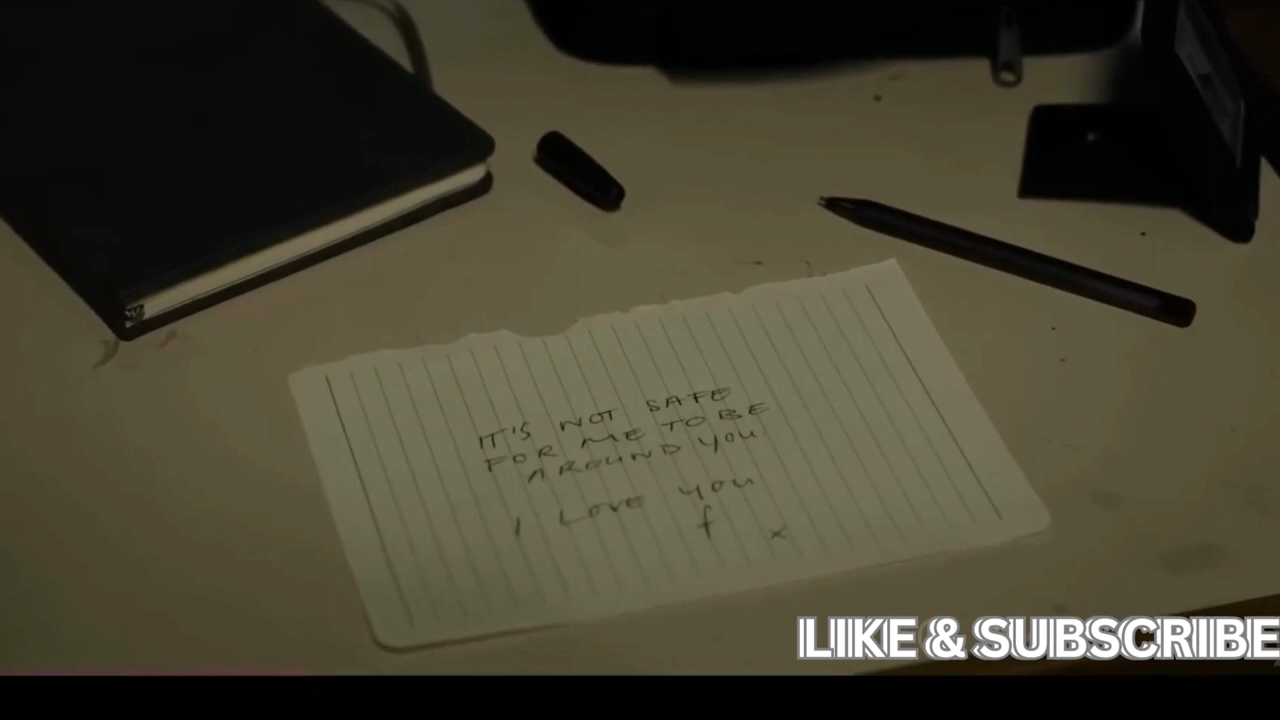 IT'S NOT SAFE
FOR ME TO BE
AROUND YOU.
I LOVE YOU
f x
LIKE & SUBSCRIBE